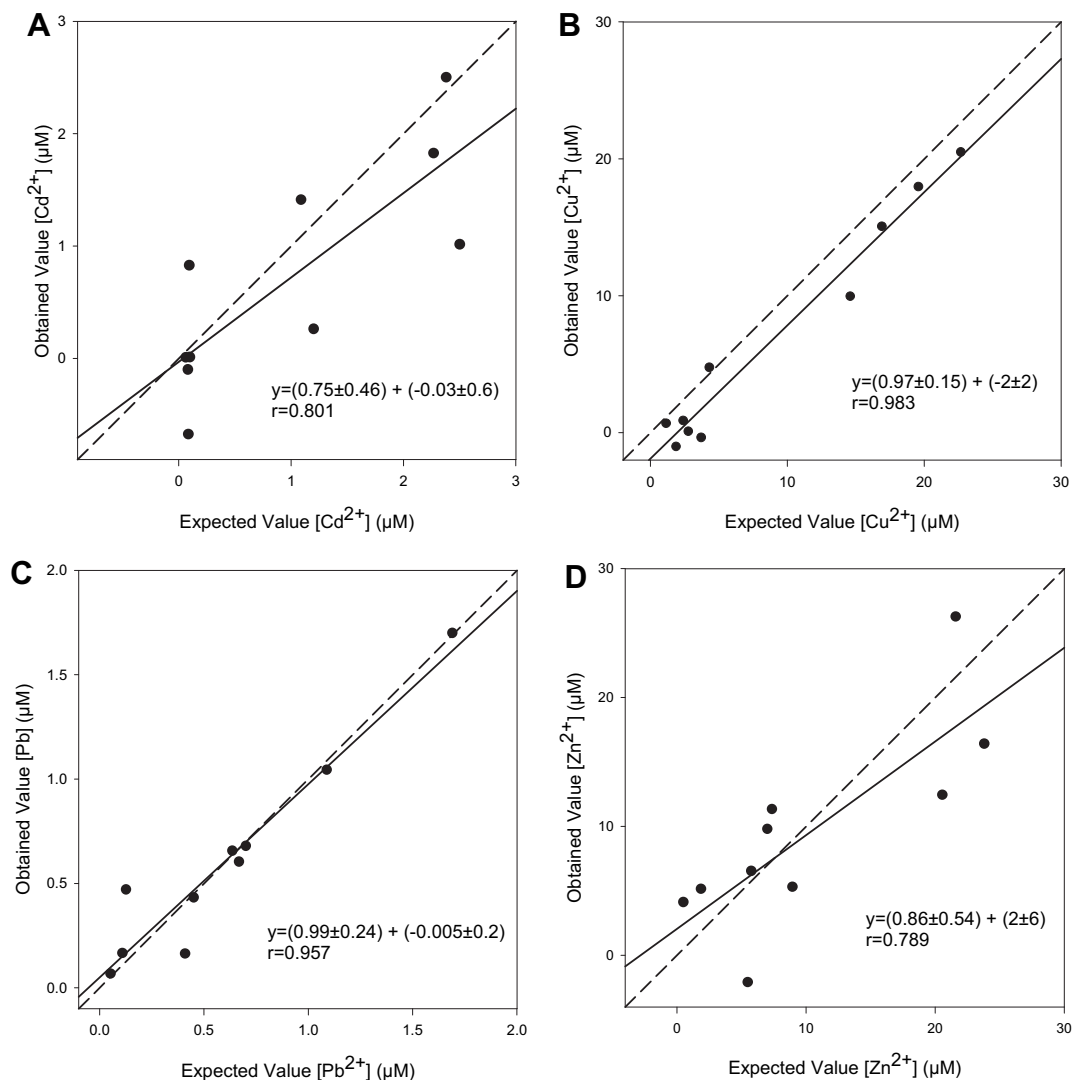 A
3
2
1
0
Obtained Value [Cd2+] (µM)
y=(0.75±0.46) + (-0.03±0.6)
r=0.801
0 1 2 3
Expected Value [Cd2+] (µM)
B
30
20
10
0
Obtained Value [Cu2+] (µM)
y=(0.97±0.15) + (-2±2)
r=0.983
0 10 20 30
Expected Value [Cu2+] (µM)
C
2.0
1.5
1.0
0.5
0.0
Obtained Value [Pb] (µM)
y=(0.99±0.24) + (-0.005±0.2)
r=0.957
0.0 0.5 1.0 1.5 2.0
Expected Value [Pb2+] (µM)
D
30
20
10
0
Obtained Value [Zn2+] (µM)
y=(0.86±0.54) + (2±6)
r=0.789
0 10 20 30
Expected Value [Zn2+] (µM)